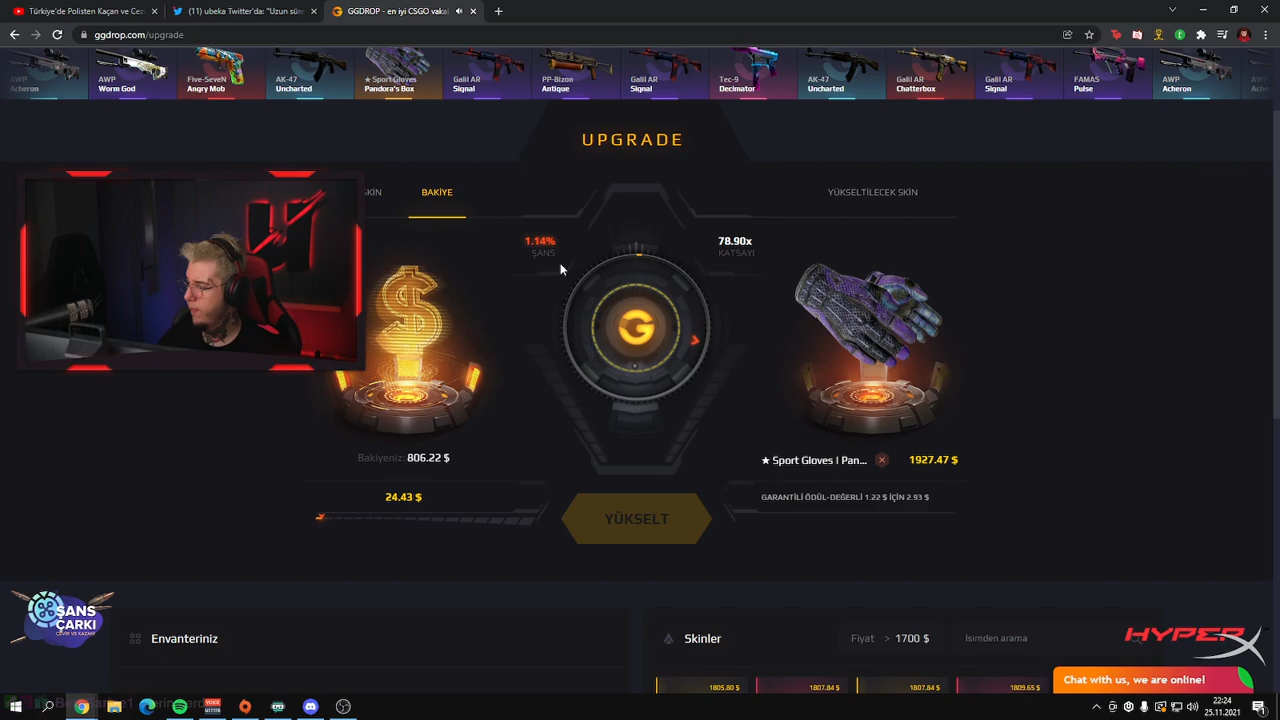 Türkiye'de Polisten Kaçan ve Cez
(11) ubeka Twitter'da: "Uzun süre
GGDROP - en iyi CSGO vakal
ggdrop.com/upgrade
AWP
Acheron
AWP
Worm God
Five-SeveN
Angry Mob
AK-47
Uncharted
★ Sport Gloves
Pandora's Box
Galil AR
Signal
PP-Bizon
Antique
Galil AR
Signal
Tec-9
Decimator
AK-47
Uncharted
Galil AR
Chatterbox
Galil AR
Signal
FAMAS
Pulse
AWP
Acheron
AWP
UPGRADE
SKİN
BAKİYE
YÜKSELTİLECEK SKİN
1.14%
ŞANS
78.90x
KATSAYI
G
Bakiyeniz: 806.22 $
★ Sport Gloves | Pan...
1927.47 $
24.43 $
GARANTİLİ ÖDÜL-DEĞERLİ 1.22 $ İÇİN 2.93 $
YÜKSELT
ŞANS
ÇARKI
ÇEVİR VE KAZAN!
Envanteriniz
Skinler
Fiyat > 1700 $
Isimden arama
HYPERX
1805.80 $
1807.84 $
1807.84 $
1809.65 $
Chat with us, we are online!
22:24
25.11.2021
1